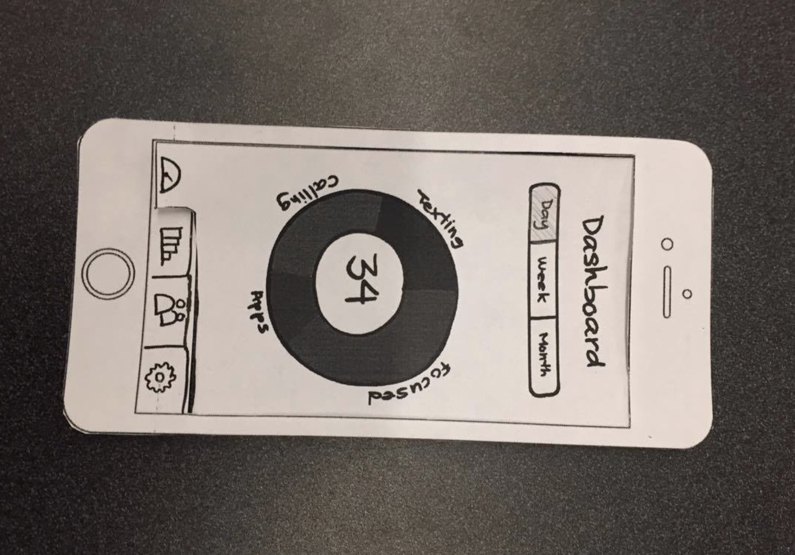 Dashboard
Day Week Month
Texting
Focused
34
Calling
Apps